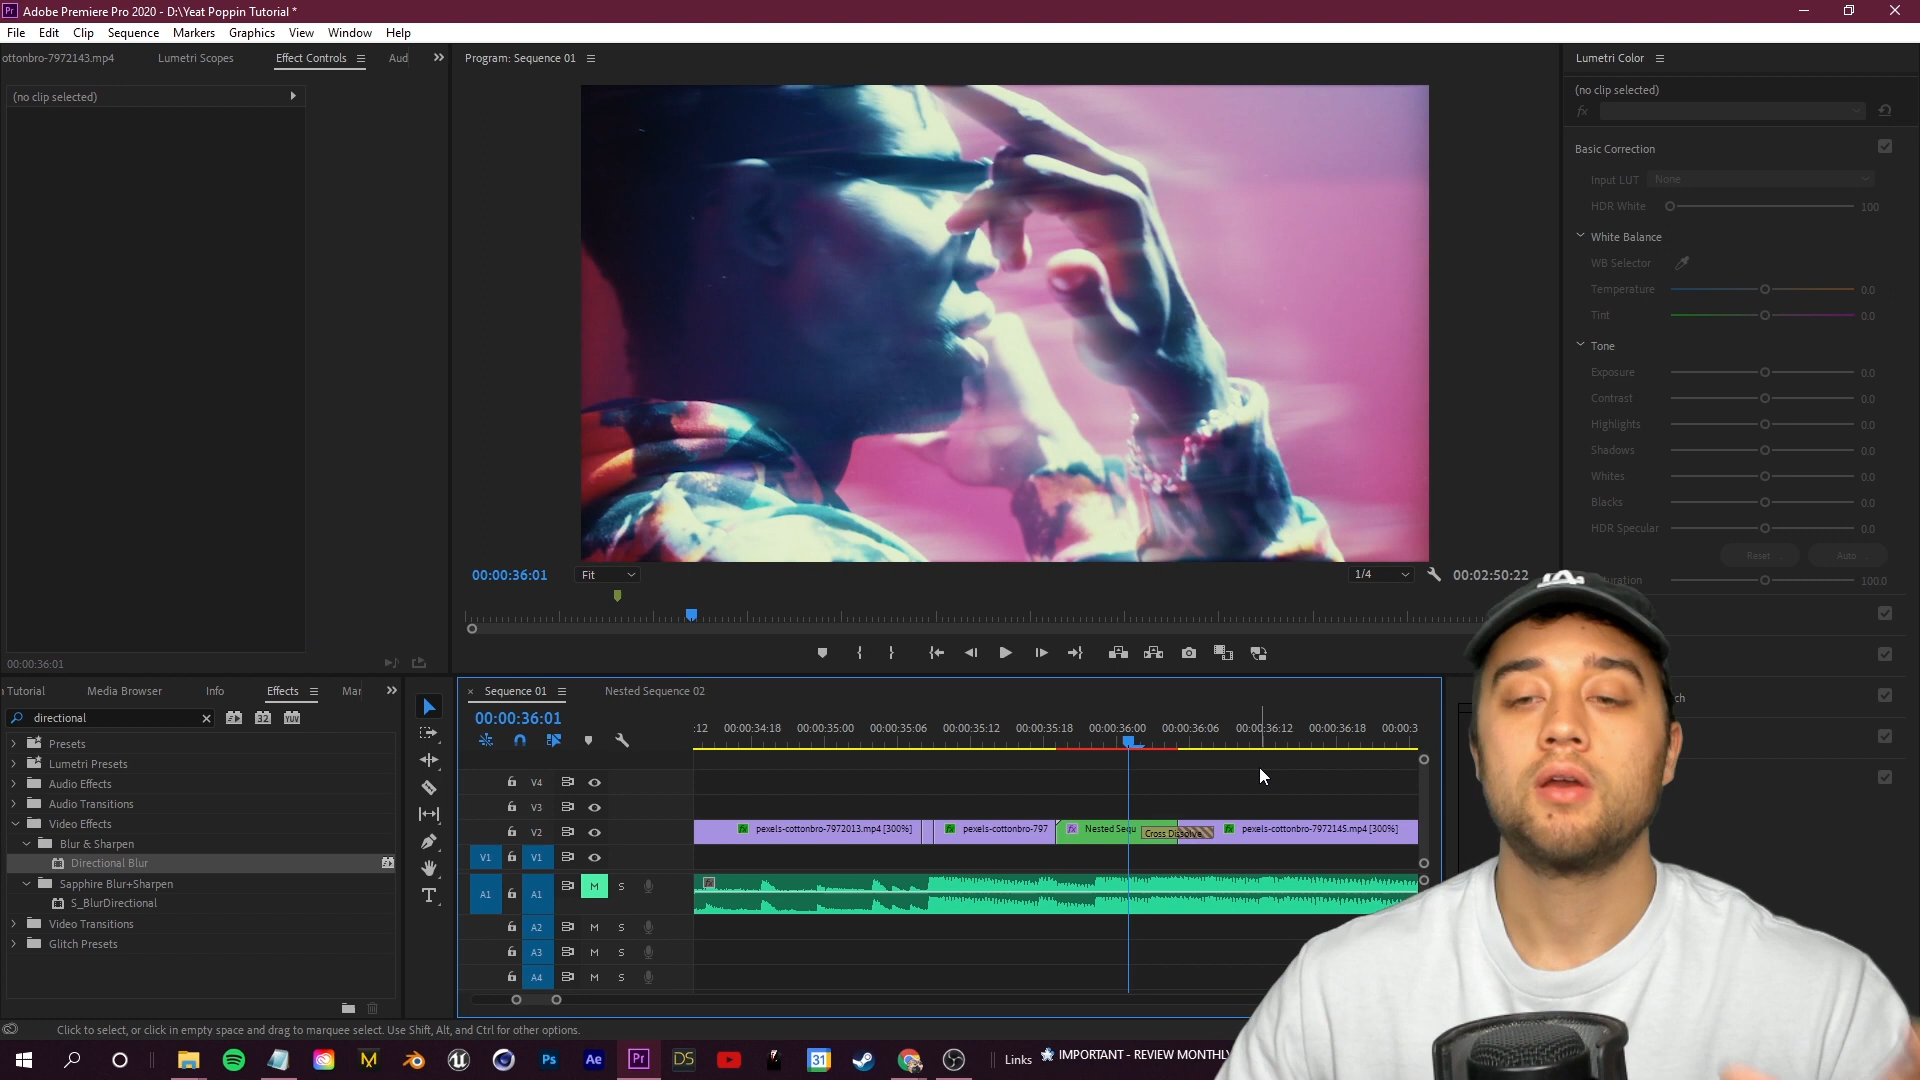 Adobe Premiere Pro 2020 - D:\Yeat Poppin Tutorial *
File Edit Clip Sequence Markers Graphics View Window Help
ottonbro-7972143.mp4 Lumetri Scopes Effect Controls Aud
Program: Sequence 01
Lumetri Color
(no clip selected)
(no clip selected)
fx
Basic Correction
Input LUT None
HDR White 100
White Balance
WB Selector
Temperature 0.0
Tint 0.0
Tone
Exposure 0.0
Contrast 0.0
Highlights 0.0
Shadows 0.0
Whites 0.0
Blacks 0.0
HDR Specular 0.0
Reset Auto
uration 100.0
ch
00:00:36:01 Fit 1/4 00:02:50:22
00:00:36:01
Tutorial Media Browser Info Effects Mar
directional
32 YUV
Presets
Lumetri Presets
Audio Effects
Audio Transitions
Video Effects
Blur & Sharpen
Directional Blur
Sapphire Blur+Sharpen
S_BlurDirectional
Video Transitions
Glitch Presets
Sequence 01 Nested Sequence 02
00:00:36:01
:12 00:00:34:18 00:00:35:00 00:00:35:06 00:00:35:12 00:00:35:18 00:00:36:00 00:00:36:06 00:00:36:12 00:00:36:18 00:00:3
V4
V3
V2
pexels-cottonbro-7972013.mp4 [300%] pexels-cottonbro-797 Nested Sequ Cross Dissolve pexels-cottonbro-7972145.mp4 [300%]
V1 V1
A1 A1 M S
A2 M S
A3 M S
A4 M S
Click to select, or click in empty space and drag to marquee select. Use Shift, Alt, and Ctrl for other options.
Ps Ae Pr DS 31 Links IMPORTANT - REVIEW MONTHLY